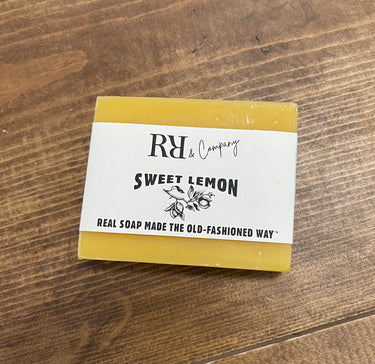 RR & Company
SWEET LEMON
REAL SOAP MADE THE OLD-FASHIONED WAY™